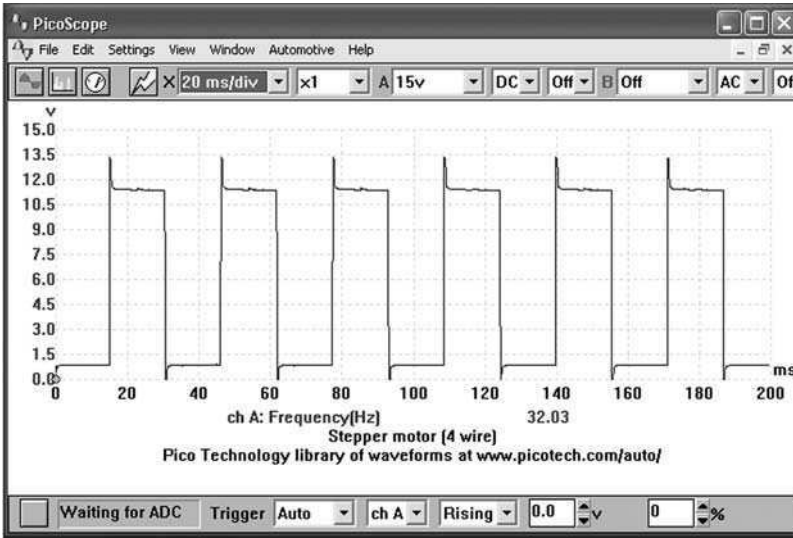 PicoScope
File Edit Settings View Window Automotive Help
X 20 ms/div x1 A 15v DC Off B Off AC Of
V
15.0
13.5
12.0
10.5
9.0
7.5
6.0
4.5
3.0
1.5
0.0
ms
0 20 40 60 80 100 120 140 160 180 200
ch A: Frequency(Hz) 32.03
Stepper motor (4 wire)
Pico Technology library of waveforms at www.picotech.com/auto/
Waiting for ADC Trigger Auto ch A Rising 0.0 v 0 %